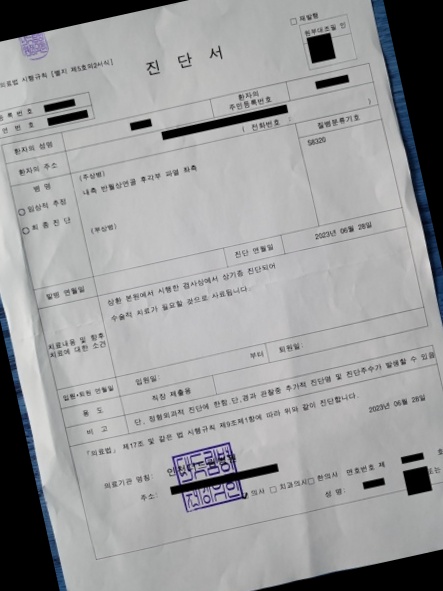 재발행
의료법 시행규칙 [별지 제5호의2서식]
원부대조필 인
진 단 서
등 록 번 호
연 번 호
환자의 성명
환자의
주민등록번호
환자의 주소
( 전화번호 : )
병 명
(주상병)
질병분류기호
내측 반월상연골 후각부 파열 좌측
S8320
○ 임상적 추정
○ 최 종 진 단
(부상병)
발병 연월일
진단 연월일
2023년 06월 28일
치료내용 및 향후
치료에 대한 소견
상환 본원에서 시행한 검사상에서 상기증 진단되어
수술적 치료가 필요할 것으로 사료됩니다.
입원·퇴원 연월일
입원일:
부터
퇴원일:
용 도
직장 제출용
비 고
단, 정형외과적 진단에 한함 단,경과 관찰중 추가적 진단명 및 진단주수가 발생할 수 있음
「의료법」 제17조 및 같은 법 시행규칙 제9조제1항에 따라 위와 같이 진단합니다.
2023년 06월 28일
의료기관 명칭:
주소:
의사 □ 치과의사 □ 한의사 면허번호 제 호
성 명:
또는